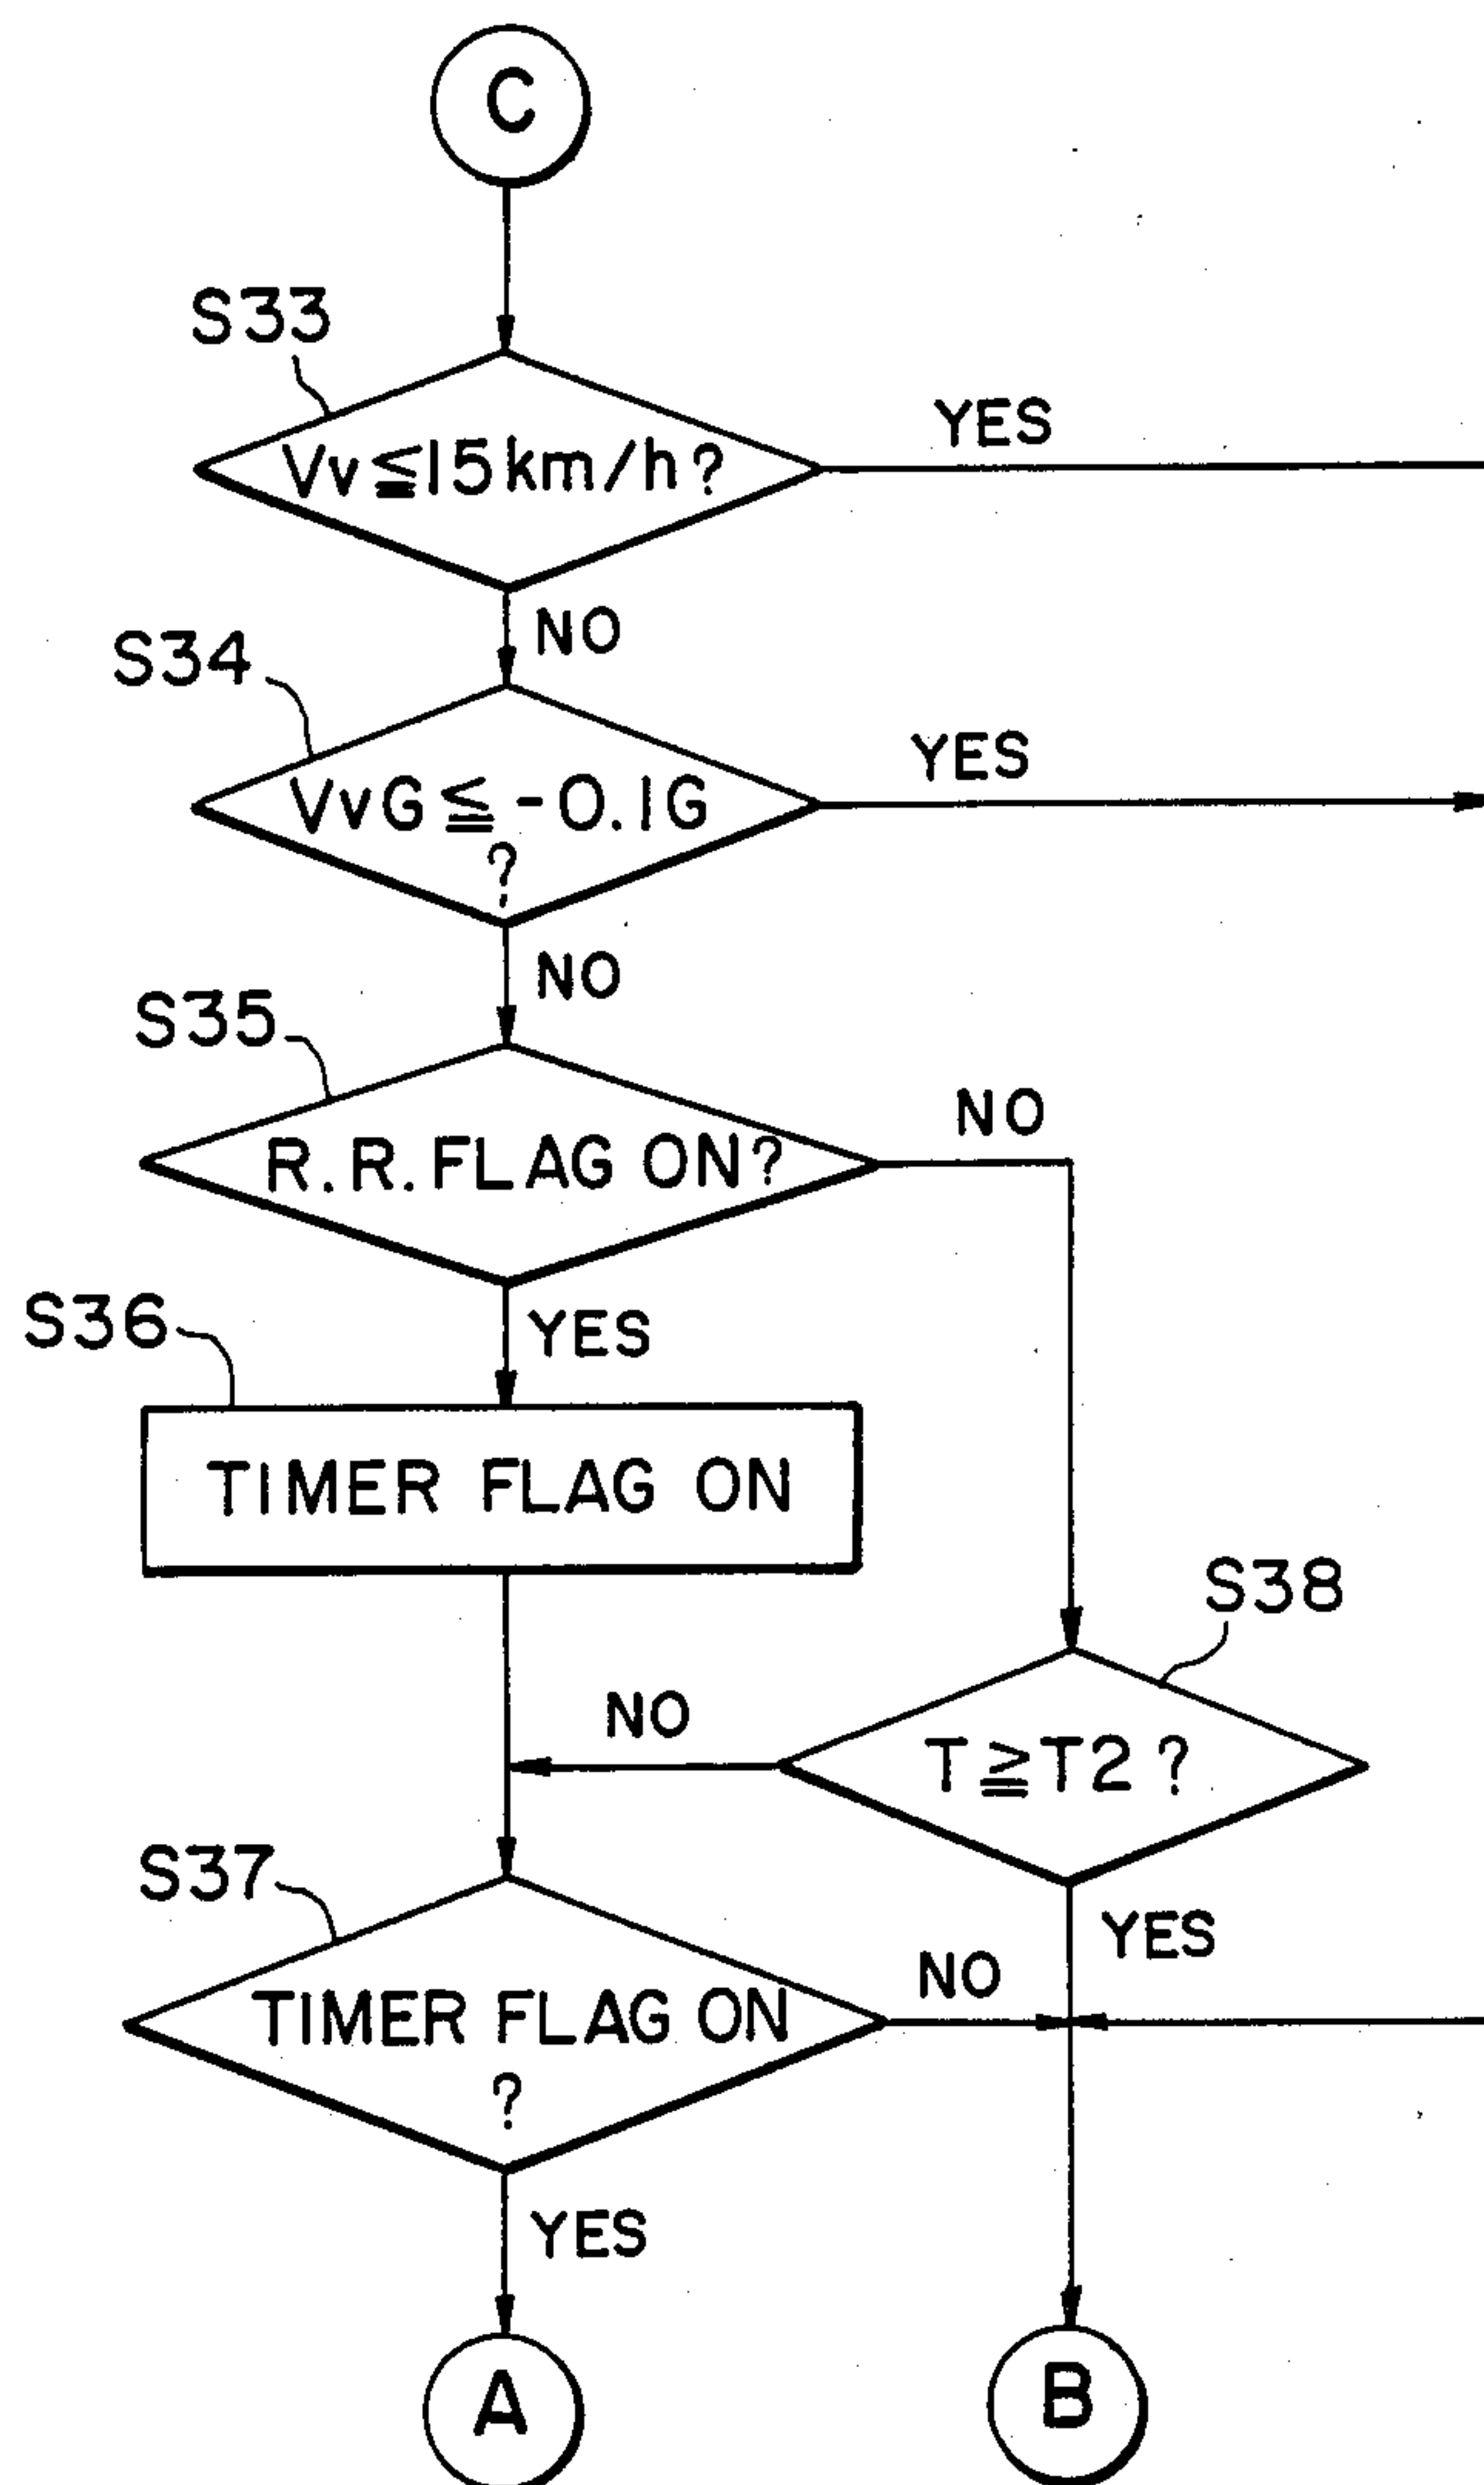 C
S33
YES
Vv≦15km/h?
NO
S34
YES
VvG≦-0.1G
?
NO
S35
NO
R.R.FLAG ON?
S36
YES
TIMER FLAG ON
S38
NO
T≧T2?
S37
YES
NO
TIMER FLAG ON
?
YES
A
B